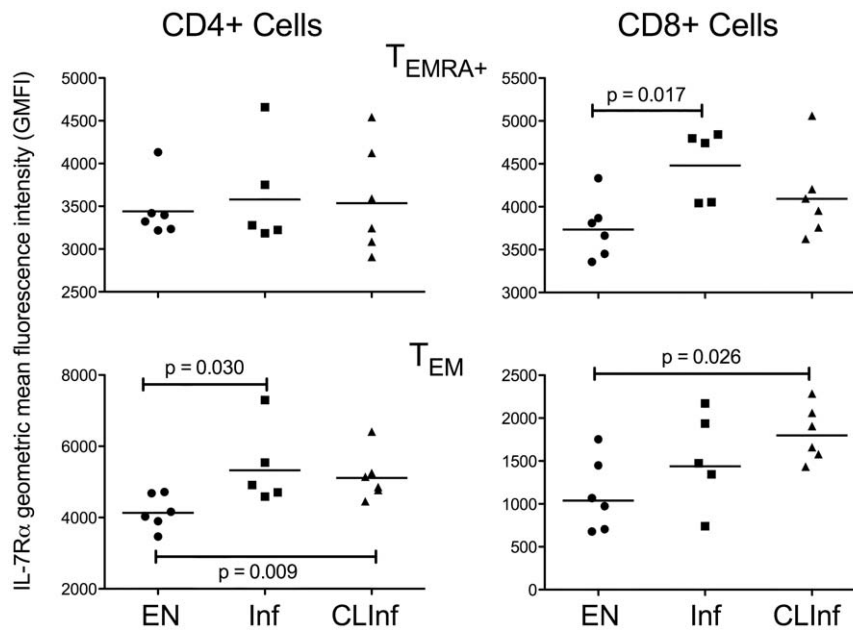 CD4+ Cells
CD8+ Cells
TEMRA+
IL-7Rα geometric mean fluorescence intensity (GMFI)
5000
4500
4000
3500
3000
2500
p = 0.017
5500
5000
4500
4000
3500
3000
TEM
p = 0.030
8000
6000
4000
2000
p = 0.009
EN
Inf
CLInf
p = 0.026
2500
2000
1500
1000
500
0
EN
Inf
CLInf